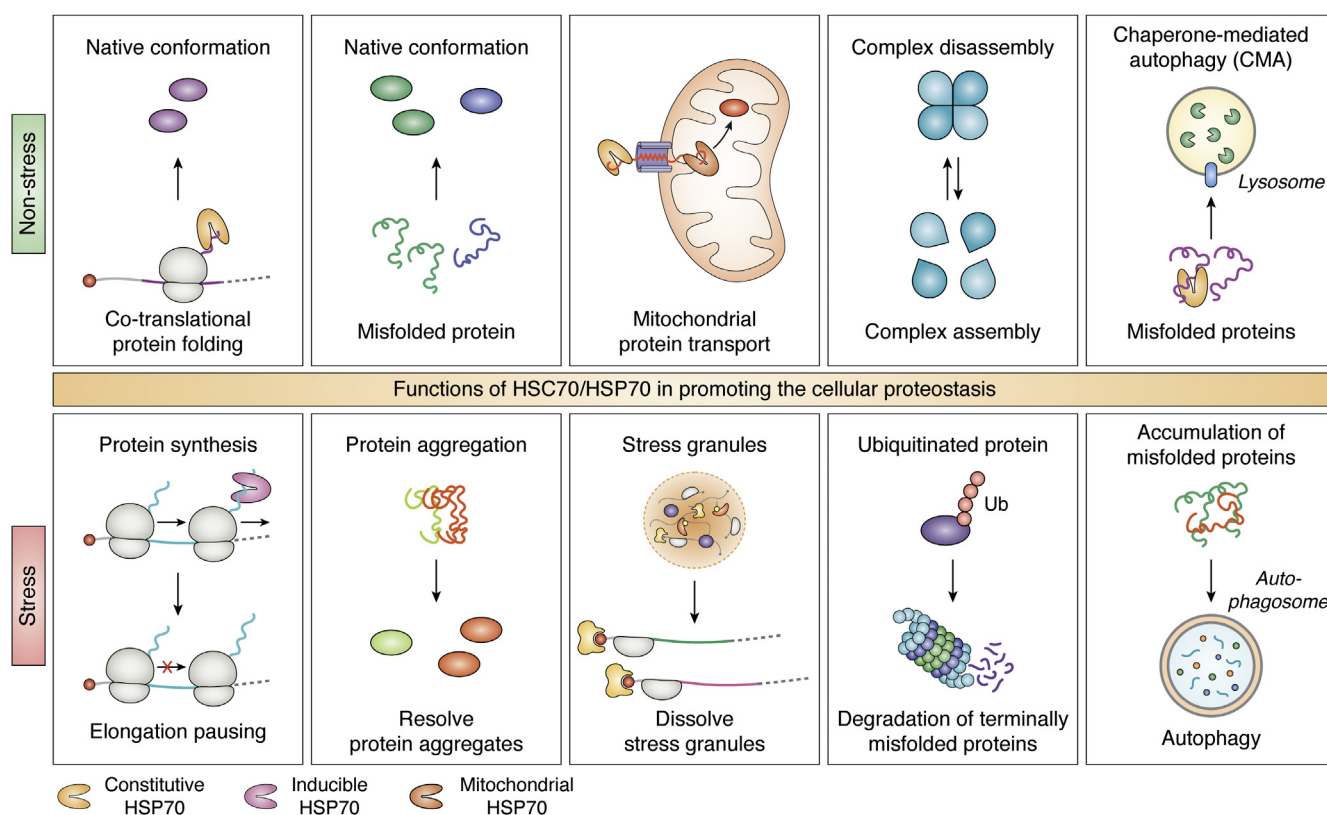 Non-stress
Native conformation
Co-translational
protein folding
Native conformation
Misfolded protein
Mitochondrial
protein transport
Complex disassembly
Complex assembly
Chaperone-mediated
autophagy (CMA)
Lysosome
Misfolded proteins
Functions of HSC70/HSP70 in promoting the cellular proteostasis
Stress
Protein synthesis
Elongation pausing
Protein aggregation
Resolve
protein aggregates
Stress granules
Dissolve
stress granules
Ubiquitinated protein
Ub
Degradation of terminally
misfolded proteins
Accumulation of
misfolded proteins
Auto-
phagosome
Autophagy
Constitutive
HSP70
Inducible
HSP70
Mitochondrial
HSP70